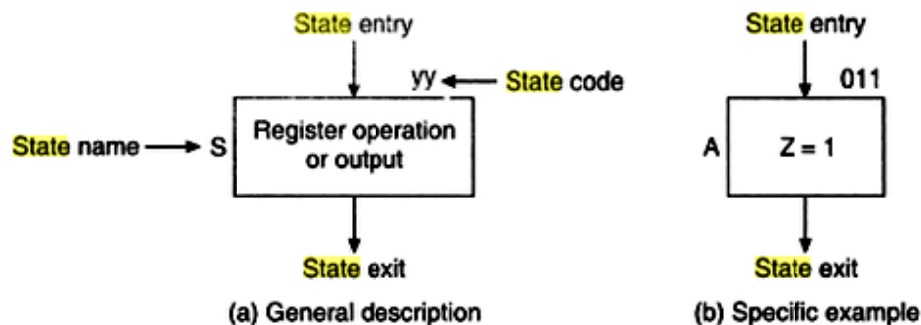 State entry
State entry
yy
State code
011
State name
S
Register operation
or output
A
Z = 1
State exit
State exit
(a) General description
(b) Specific example